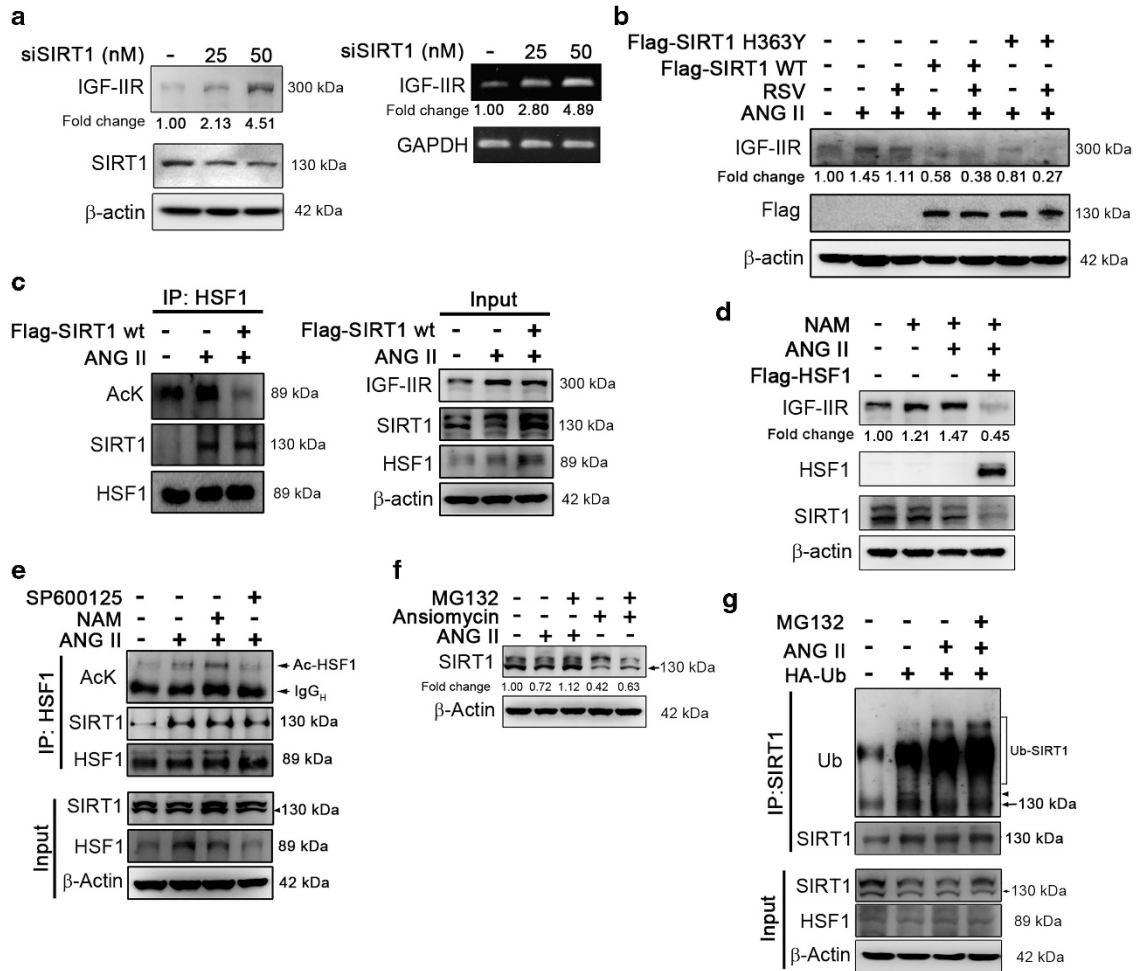 a
siSIRT1 (nM) - 25 50
IGF-IIR 300 kDa
Fold change 1.00 2.13 4.51
SIRT1 130 kDa
β-actin 42 kDa
siSIRT1 (nM) - 25 50
IGF-IIR
Fold change 1.00 2.80 4.89
GAPDH
b
Flag-SIRT1 H363Y - - - - - + +
Flag-SIRT1 WT - - - + + - -
RSV - - + - + - +
ANG II - + + + + + +
IGF-IIR 300 kDa
Fold change 1.00 1.45 1.11 0.58 0.38 0.81 0.27
Flag 130 kDa
β-actin 42 kDa
c
IP: HSF1
Flag-SIRT1 wt - - +
ANG II - + +
AcK 89 kDa
SIRT1 130 kDa
HSF1 89 kDa
Input
Flag-SIRT1 wt - - +
ANG II - + +
IGF-IIR 300 kDa
SIRT1 130 kDa
HSF1 89 kDa
β-actin 42 kDa
d
NAM - + + +
ANG II - - + +
Flag-HSF1 - - - +
IGF-IIR
Fold change 1.00 1.21 1.47 0.45
HSF1
SIRT1
β-actin
e
SP600125 - - - +
NAM - - + -
ANG II - + + +
IP: HSF1
AcK Ac-HSF1
IgGH
SIRT1 130 kDa
HSF1 89 kDa
Input
SIRT1 130 kDa
HSF1 89 kDa
β-Actin 42 kDa
f
MG132 - - + - +
Ansiomycin - - - + +
ANG II - + + - -
SIRT1 130 kDa
Fold change 1.00 0.72 1.12 0.42 0.63
β-Actin 42 kDa
g
MG132 - - - +
ANG II - - + +
HA-Ub - + + +
IP:SIRT1
Ub Ub-SIRT1
130 kDa
SIRT1 130 kDa
Input
SIRT1 130 kDa
HSF1 89 kDa
β-Actin 42 kDa